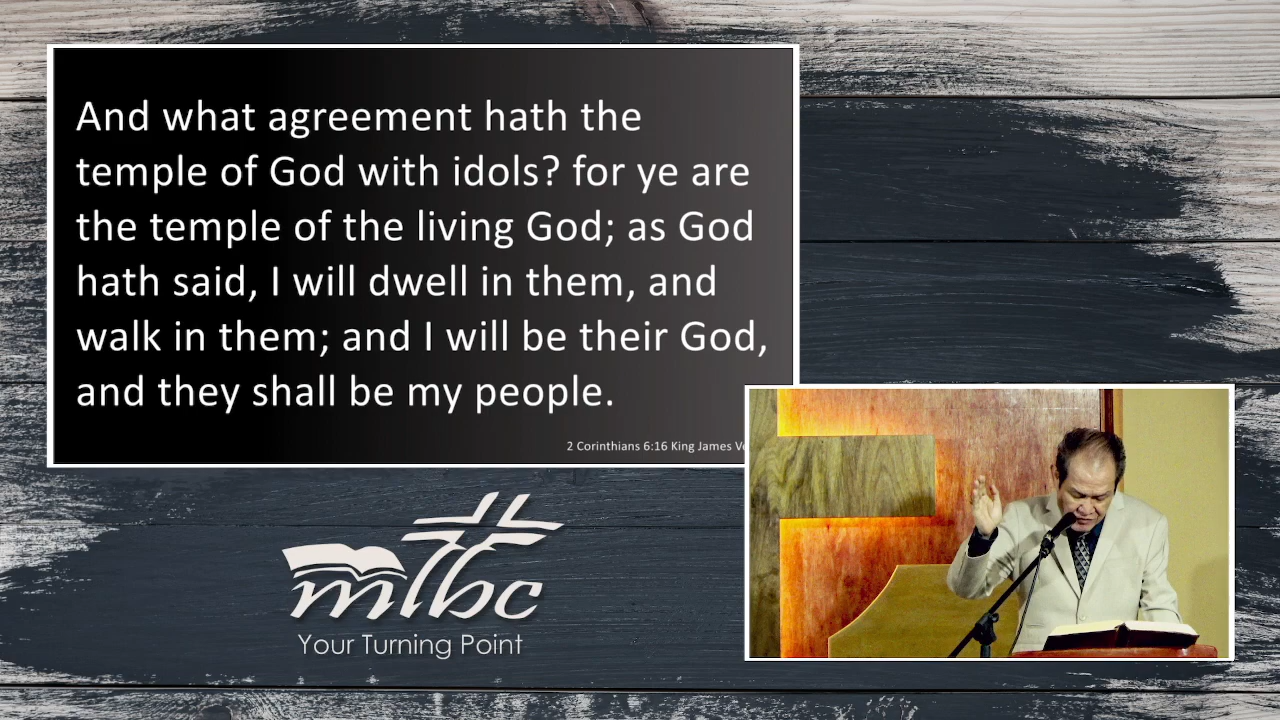 And what agreement hath the
temple of God with idols? for ye are
the temple of the living God; as God
hath said, I will dwell in them, and
walk in them; and I will be their God,
and they shall be my people.
2 Corinthians 6:16 King James
mtbc
Your Turning Point